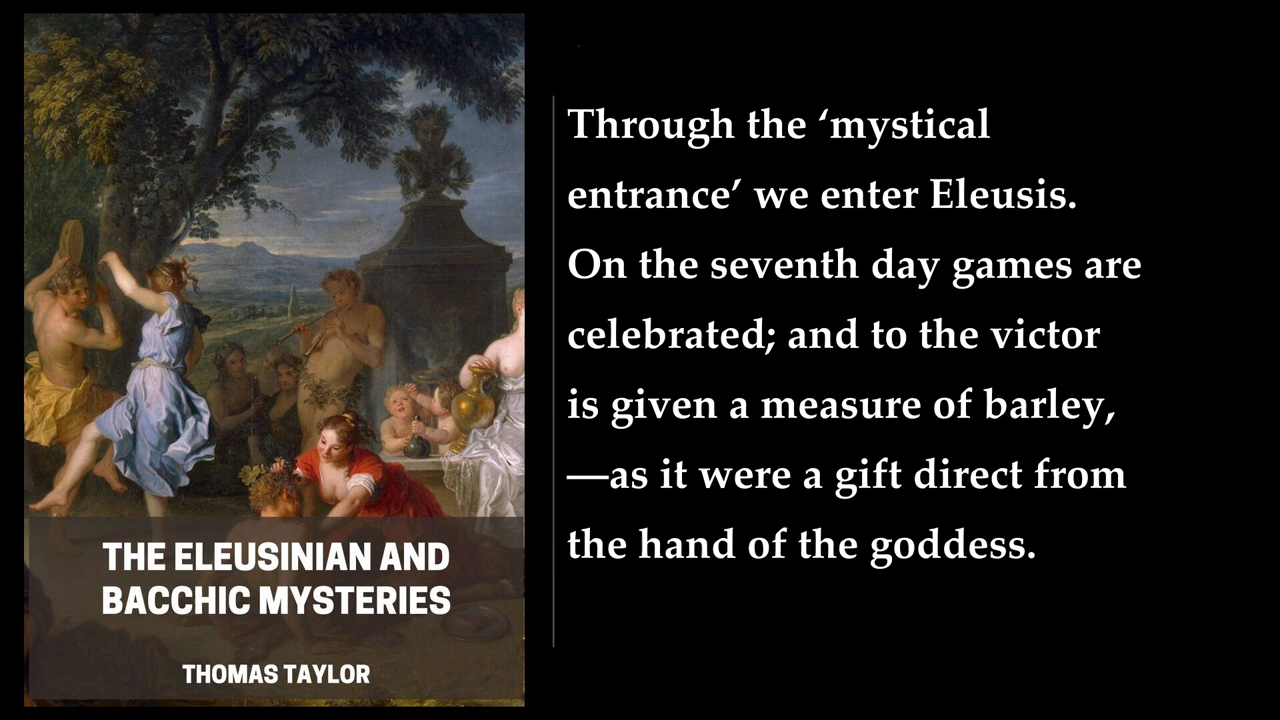 THE ELEUSINIAN AND
BACCHIC MYSTERIES
THOMAS TAYLOR
Through the ‘mystical
entrance’ we enter Eleusis.
On the seventh day games are
celebrated; and to the victor
is given a measure of barley,
—as it were a gift direct from
the hand of the goddess.